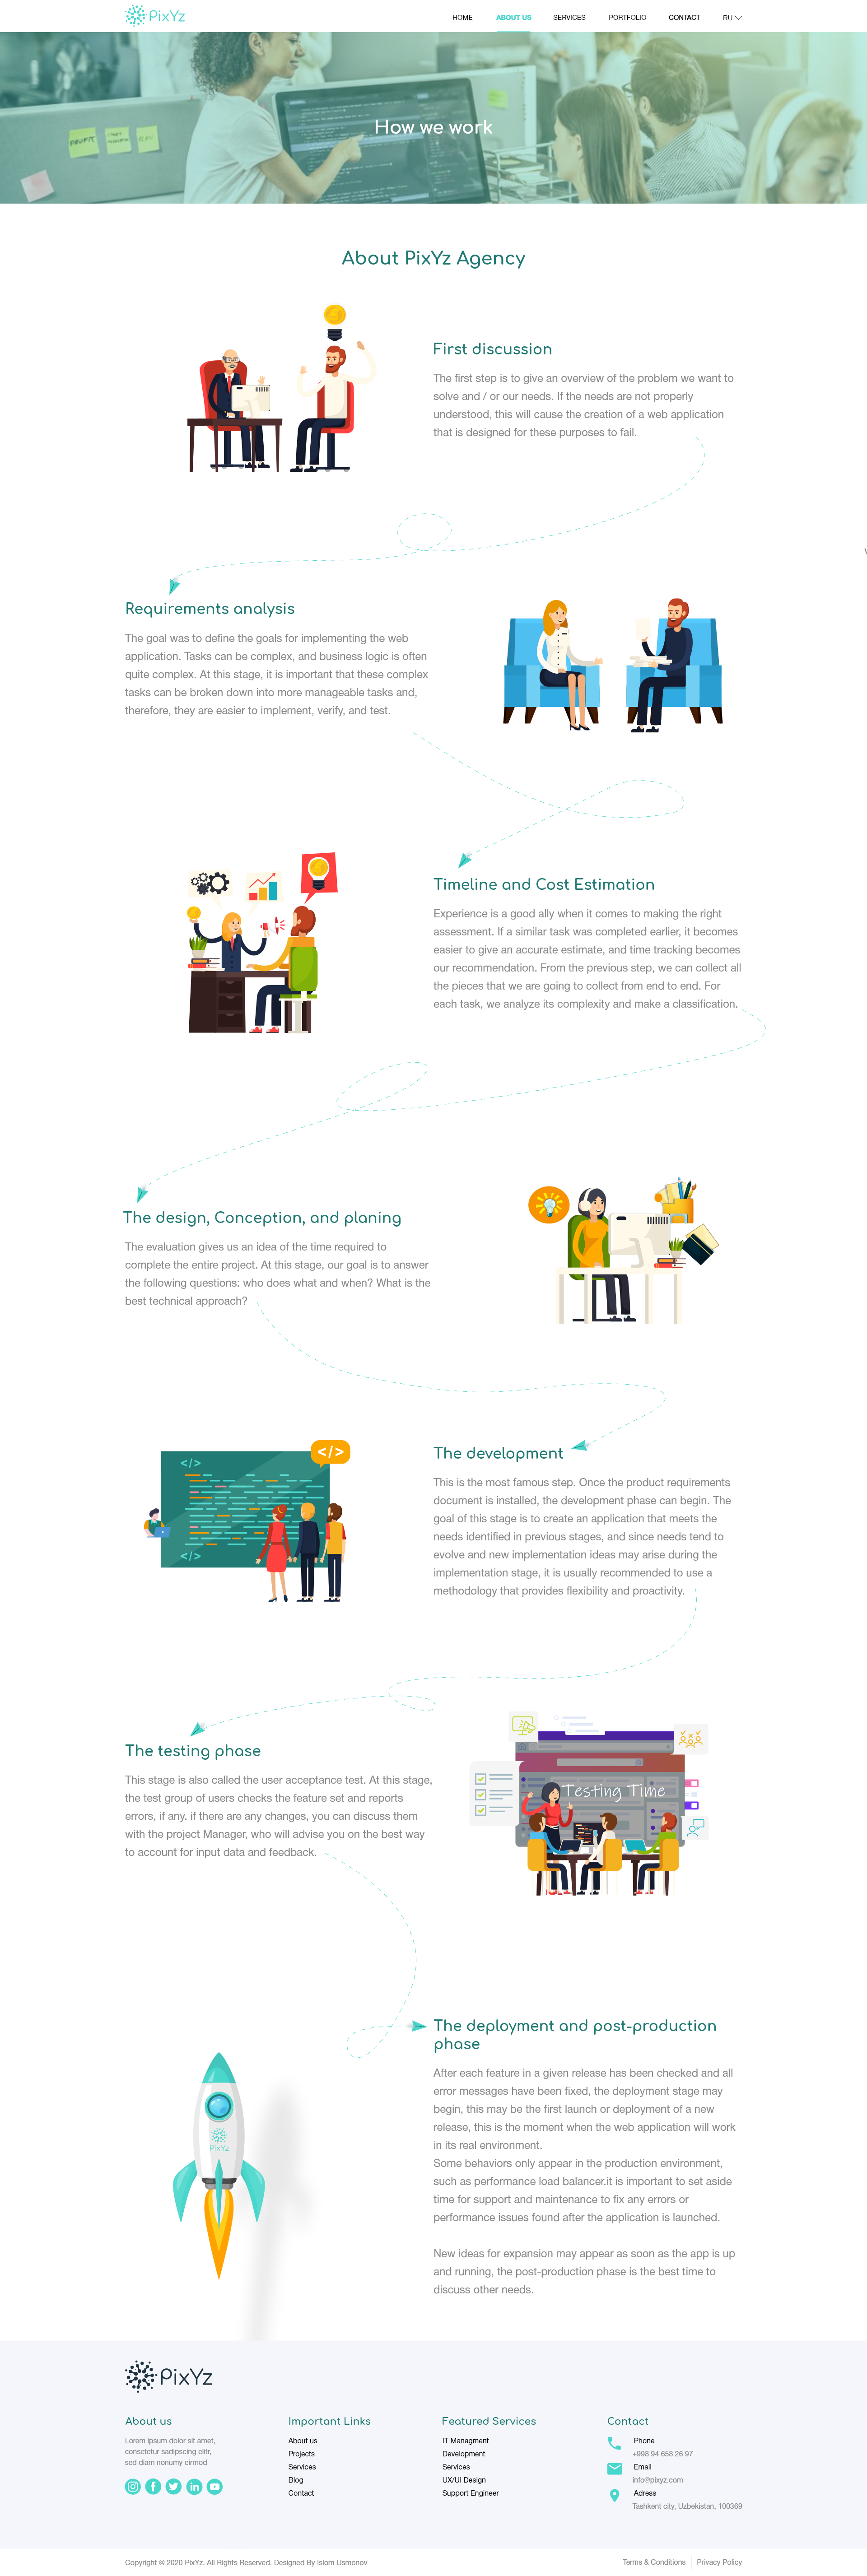 PixYz
HOME ABOUT US SERVICES PORTFOLIO CONTACT RU
How we work
About PixYz Agency
First discussion
The first step is to give an overview of the problem we want to
solve and / or our needs. If the needs are not properly
understood, this will cause the creation of a web application
that is designed for these purposes to fail.
Requirements analysis
The goal was to define the goals for implementing the web
application. Tasks can be complex, and business logic is often
quite complex. At this stage, it is important that these complex
tasks can be broken down into more manageable tasks and,
therefore, they are easier to implement, verify, and test.
Timeline and Cost Estimation
Experience is a good ally when it comes to making the right
assessment. If a similar task was completed earlier, it becomes
easier to give an accurate estimate, and time tracking becomes
our recommendation. From the previous step, we can collect all
the pieces that we are going to collect from end to end. For
each task, we analyze its complexity and make a classification.
The design, Conception, and planing
The evaluation gives us an idea of the time required to
complete the entire project. At this stage, our goal is to answer
the following questions: who does what and when? What is the
best technical approach?
</>
</>
</>
The development
This is the most famous step. Once the product requirements
document is installed, the development phase can begin. The
goal of this stage is to create an application that meets the
needs identified in previous stages, and since needs tend to
evolve and new implementation ideas may arise during the
implementation stage, it is usually recommended to use a
methodology that provides flexibility and proactivity.
The testing phase
This stage is also called the user acceptance test. At this stage,
the test group of users checks the feature set and reports
errors, if any. if there are any changes, you can discuss them
with the project Manager, who will advise you on the best way
to account for input data and feedback.
Testing Time
The deployment and post-production
phase
After each feature in a given release has been checked and all
error messages have been fixed, the deployment stage may
begin, this may be the first launch or deployment of a new
release, this is the moment when the web application will work
in its real environment.
Some behaviors only appear in the production environment,
such as performance load balancer.it is important to set aside
time for support and maintenance to fix any errors or
performance issues found after the application is launched.
New ideas for expansion may appear as soon as the app is up
and running, the post-production phase is the best time to
discuss other needs.
PixYz
PixYz
About us
Lorem ipsum dolor sit amet,
consetetur sadipscing elitr,
sed diam nonumy eirmod
Important Links
About us
Projects
Services
Blog
Contact
Featured Services
IT Managment
Development
Services
UX/UI Design
Support Engineer
Contact
Phone
+998 94 658 26 97
Email
info@pixyz.com
Adress
Tashkent city, Uzbekistan, 100369
Copyright @ 2020 PixYz, All Rights Reserved. Designed By Islom Usmonov
Terms & Conditions Privacy Policy